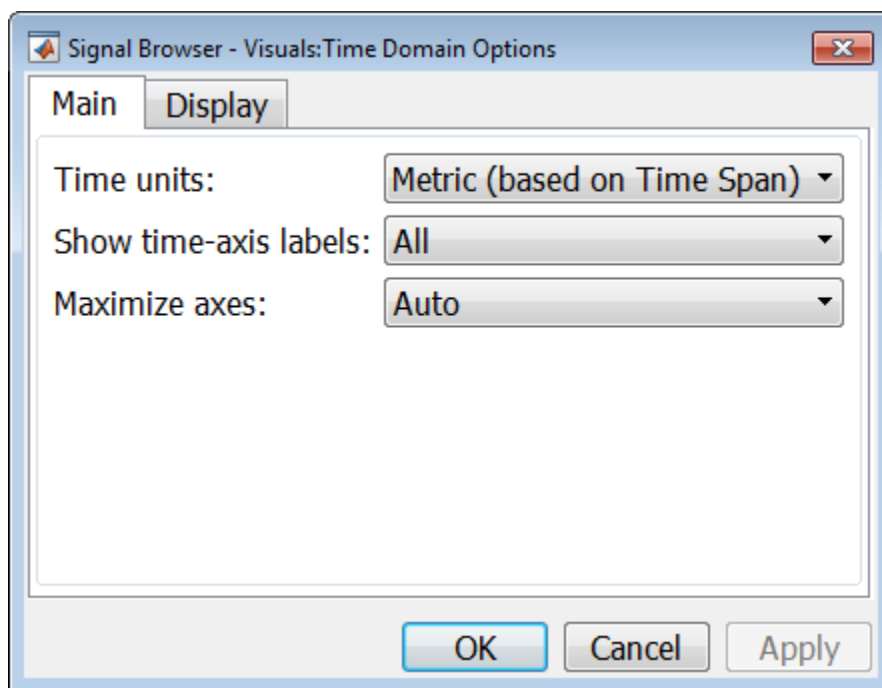 Signal Browser - Visuals:Time Domain Options
Main Display
Time units: Metric (based on Time Span)
Show time-axis labels: All
Maximize axes: Auto
OK Cancel Apply